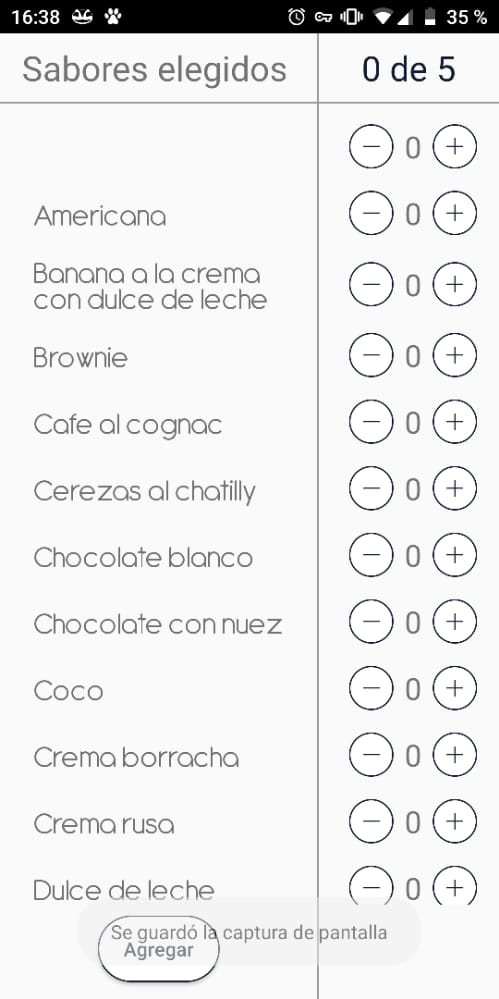 16:38 35 %
Sabores elegidos 0 de 5
− 0 +
Americana − 0 +
Banana a la crema
con dulce de leche − 0 +
Brownie − 0 +
Cafe al cognac − 0 +
Cerezas al chatilly − 0 +
Chocolate blanco − 0 +
Chocolate con nuez − 0 +
Coco − 0 +
Crema borracha − 0 +
Crema rusa − 0 +
Dulce de leche − 0 +
Se guardó la captura de pantalla
Agregar